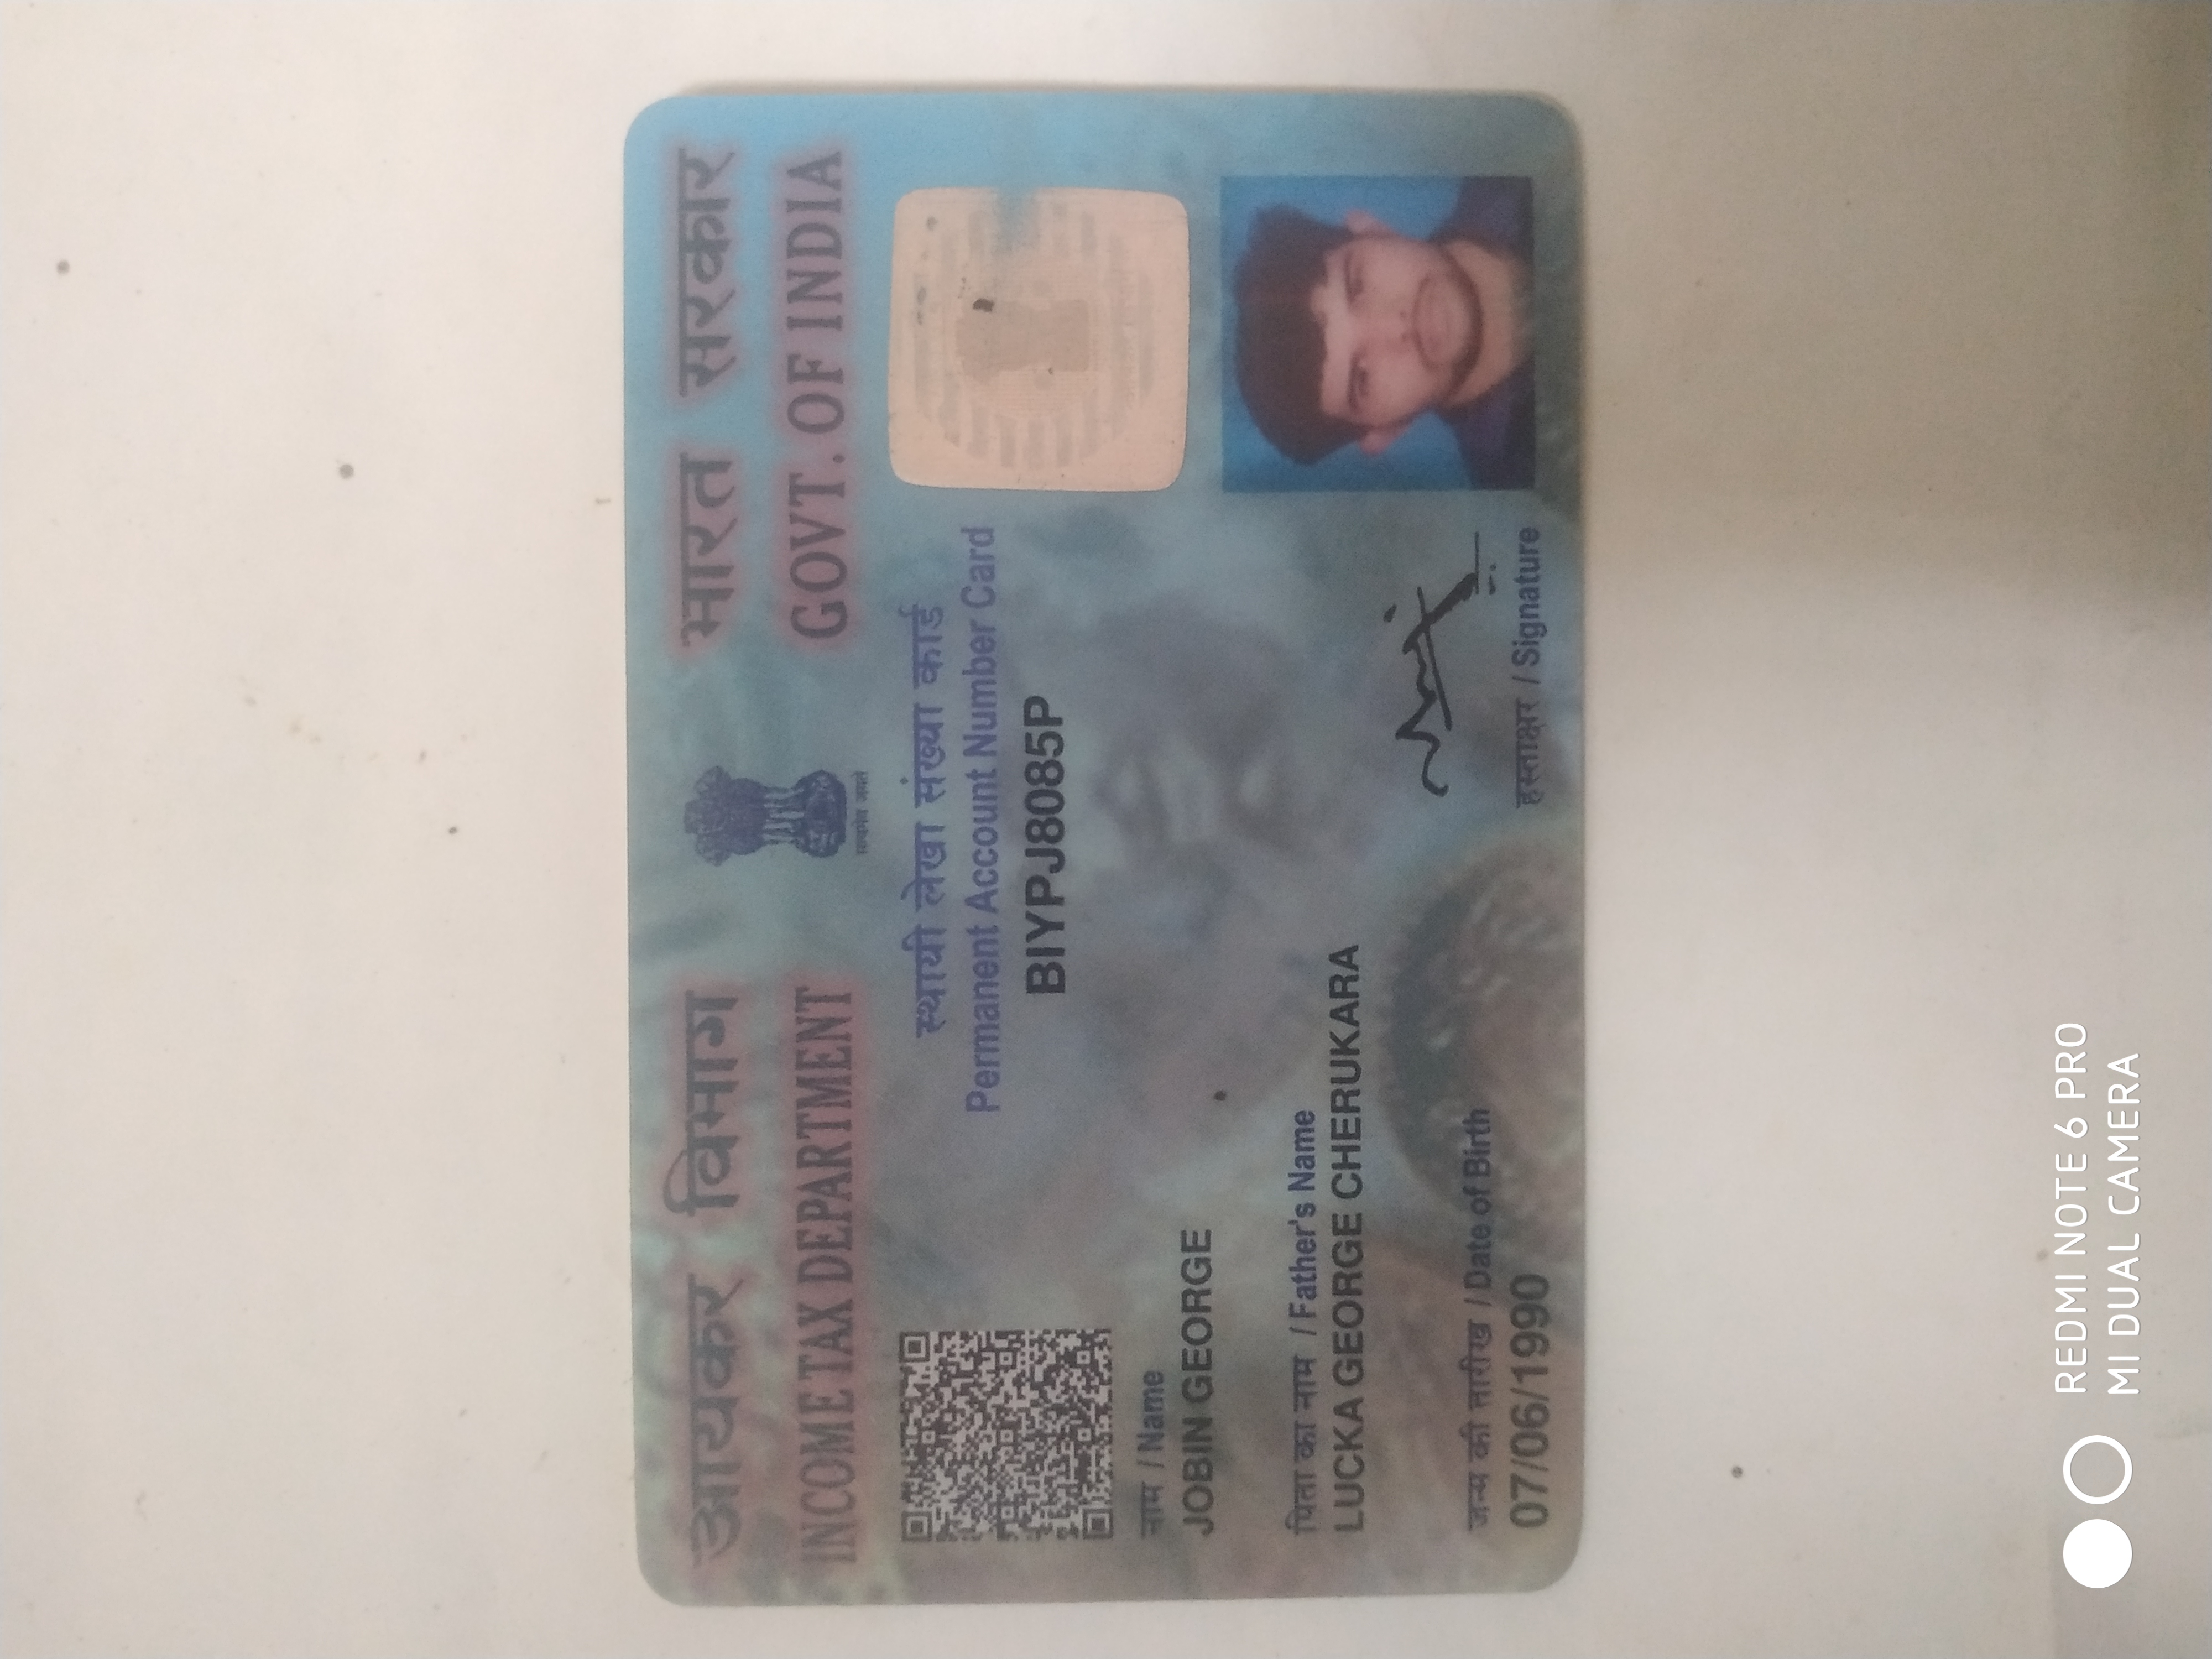 आयकर विभाग
INCOME TAX DEPARTMENT
भारत सरकार
GOVT. OF INDIA
सत्यमेव जयते
स्थायी लेखा संख्या कार्ड
Permanent Account Number Card
BIYPJ8085P
नाम / Name
JOBIN GEORGE
पिता का नाम / Father's Name
LUCKA GEORGE CHERUKARA
जन्म की तारीख / Date of Birth
07/06/1990
हस्ताक्षर / Signature
REDMI NOTE 6 PRO
MI DUAL CAMERA